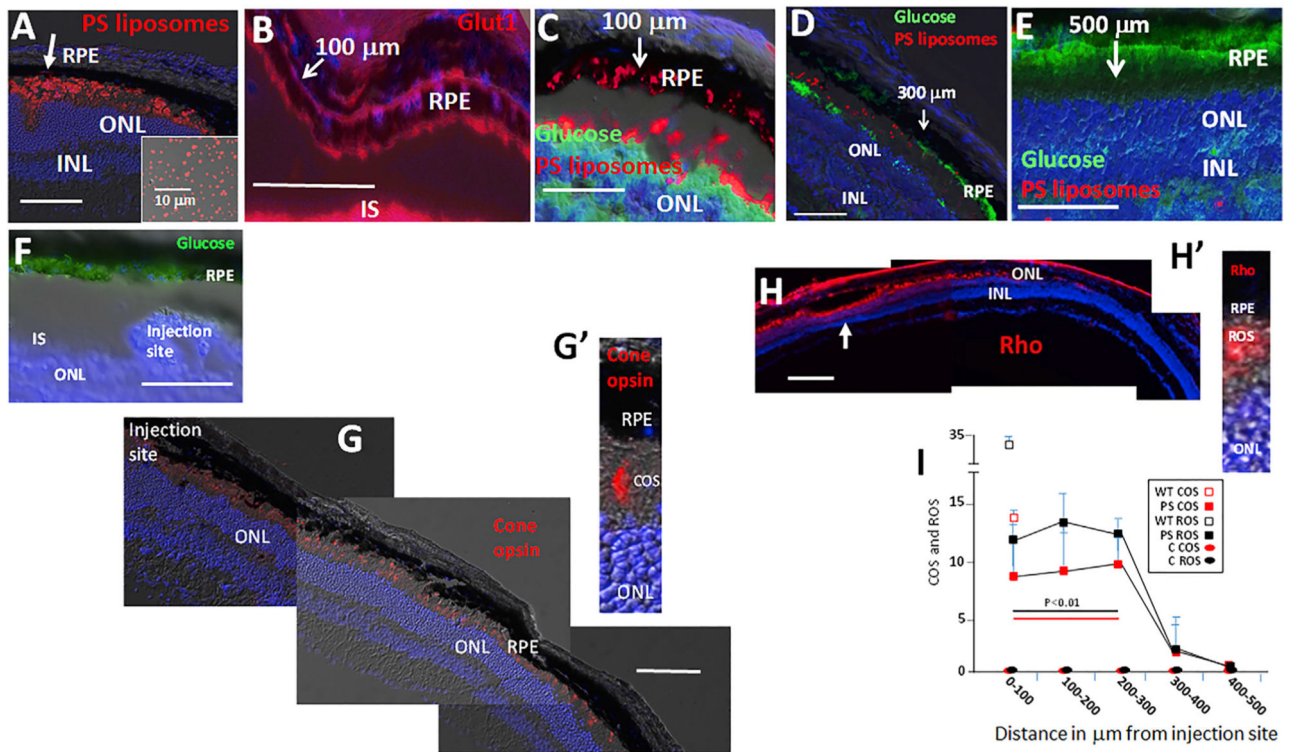 A
PS liposomes
RPE
ONL
INL
10 μm
B
Glut1
100 μm
RPE
IS
C
100 μm
RPE
Glucose
PS liposomes
ONL
D
Glucose
PS liposomes
300 μm
ONL
INL
RPE
E
500 μm
RPE
ONL
INL
Glucose
PS liposomes
F
Glucose
RPE
IS
Injection
site
ONL
G
Injection
site
ONL
Cone
opsin
ONL
RPE
G’
Cone
opsin
RPE
COS
ONL
H
ONL
INL
Rho
H’
Rho
RPE
ROS
ONL
I
35
15
10
5
0
COS and ROS
P<0.01
WT COS
PS COS
WT ROS
PS ROS
C COS
C ROS
0-100
100-200
200-300
300-400
400-500
Distance in μm from injection site